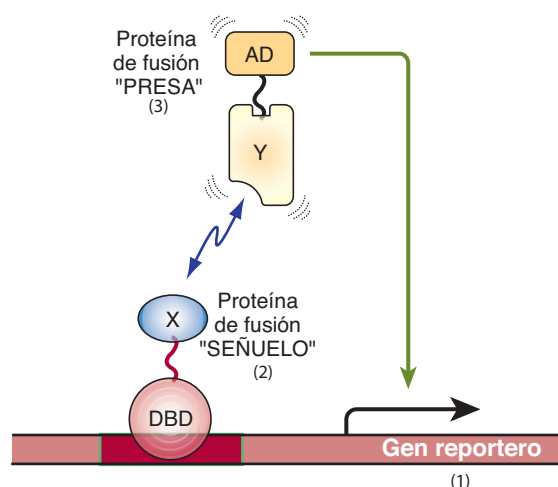 Proteína
de fusión
"PRESA"
(3)
AD
Y
X
Proteína
de fusión
"SEÑUELO"
(2)
DBD
Gen reportero
(1)